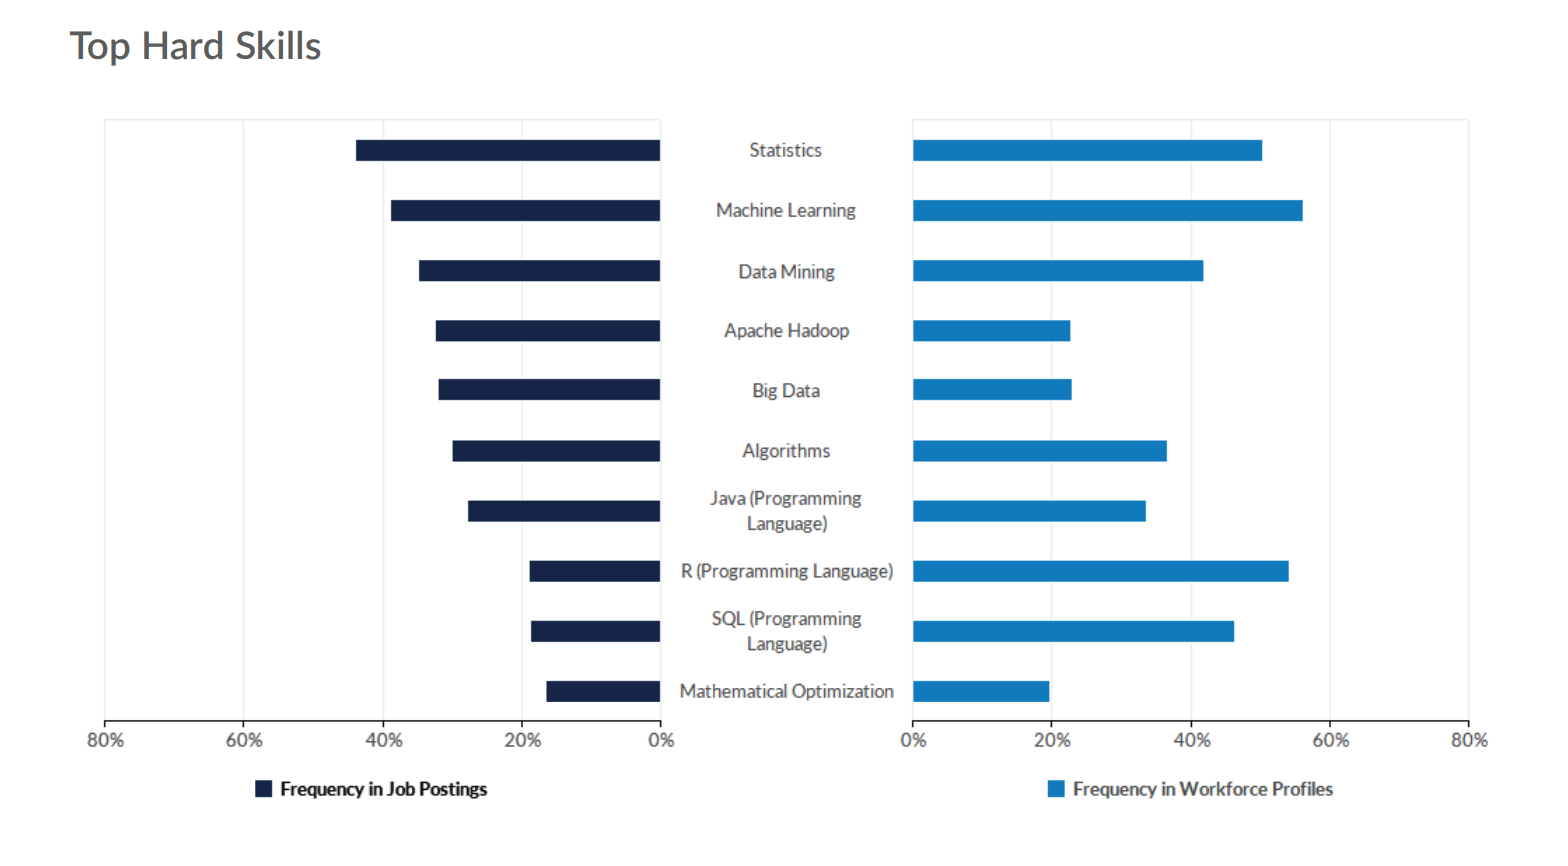 Top Hard Skills
Statistics
Machine Learning
Data Mining
Apache Hadoop
Big Data
Algorithms
Java (Programming
Language)
R (Programming Language)
SQL (Programming
Language)
Mathematical Optimization
80% 60% 40% 20% 0%
0% 20% 40% 60% 80%
Frequency in Job Postings
Frequency in Workforce Profiles